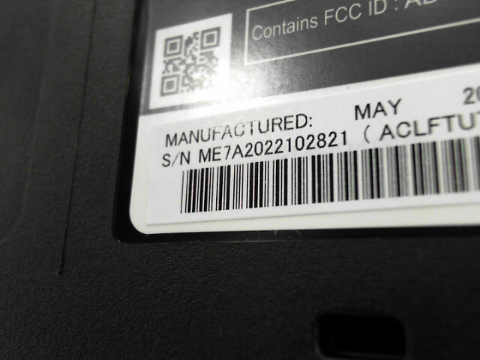 Contains FCC ID :
MANUFACTURED: MAY
S/N ME7A2022102821 ( ACLFTUT